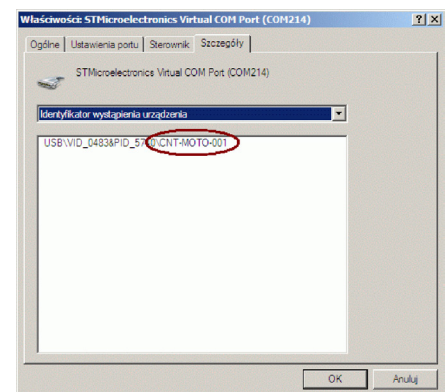 Właściwości: STMicroelectronics Virtual COM Port (COM214)
Ogólne Ustawienia portu Sterownik Szczegóły
STMicroelectronics Virtual COM Port (COM214)
Identyfikator wystąpienia urządzenia
USB\VID_0483&PID_5740\CNT-MOTO-001
OK Anuluj